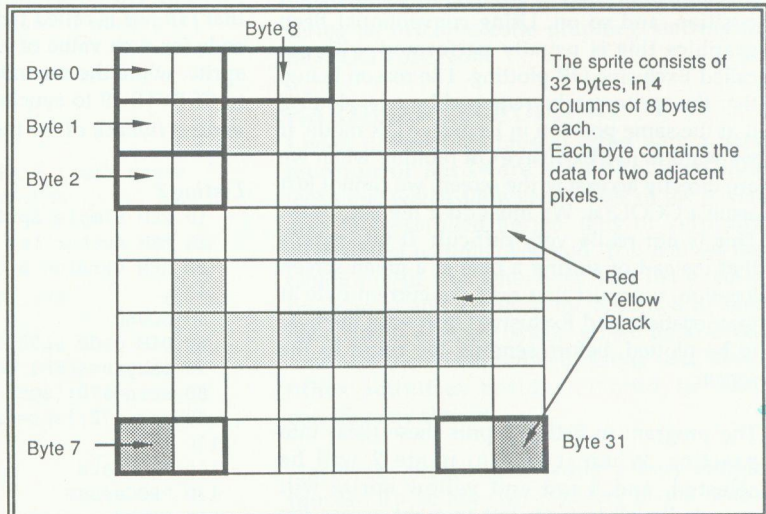 Byte 8
Byte 0
The sprite consists of
32 bytes, in 4
columns of 8 bytes
each.
Each byte contains the
data for two adjacent
pixels.
Byte 1
Byte 2
Red
Yellow
Black
Byte 7
Byte 31